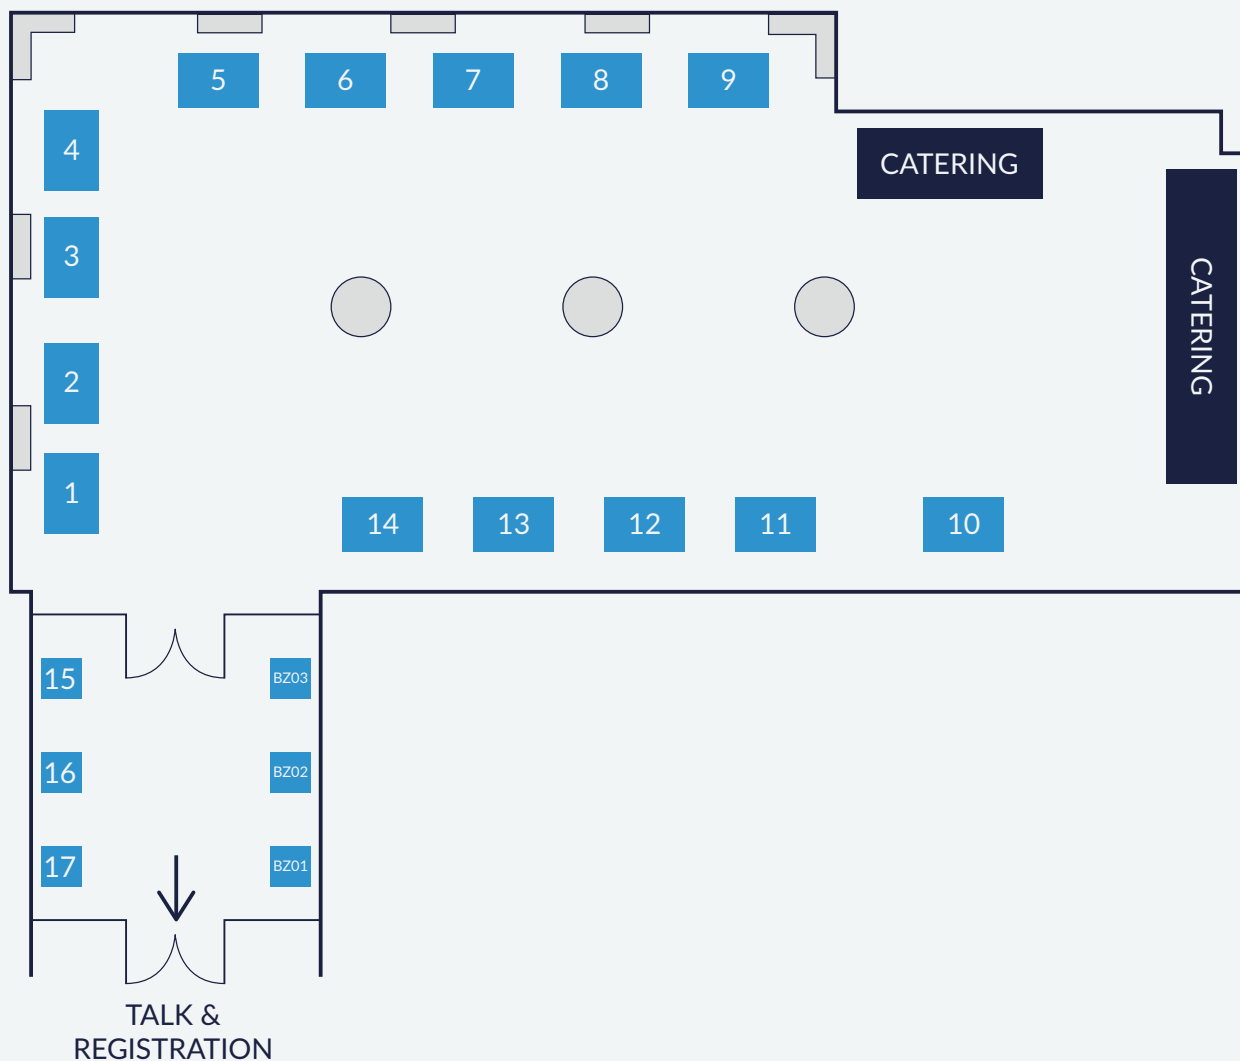 5 6 7 8 9
4
CATERING
3
CATERING
2
1
14 13 12 11 10
15 BZ03
16 BZ02
17 BZ01
TALK &
REGISTRATION